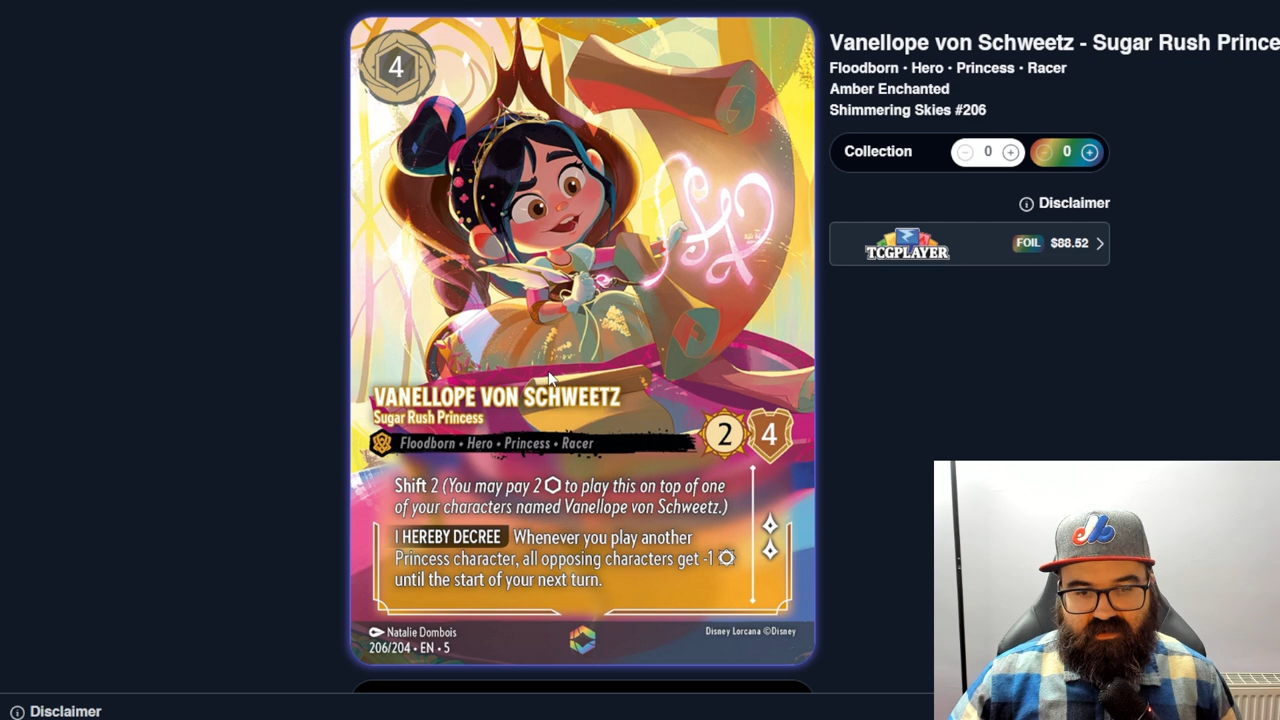 4
VANELLOPE VON SCHWEETZ
Sugar Rush Princess
Floodborn • Hero • Princess • Racer
2 4
Shift 2 (You may pay 2 to play this on top of one
of your characters named Vanellope von Schweetz.)
I HEREBY DECREE Whenever you play another
Princess character, all opposing characters get -1
until the start of your next turn.
Natalie Dombois
206/204 • EN • 5
Disney Lorcana ©Disney
Vanellope von Schweetz - Sugar Rush Prince
Floodborn • Hero • Princess • Racer
Amber Enchanted
Shimmering Skies #206
Collection 0 0
Disclaimer
TCGPLAYER FOIL $88.52
Disclaimer